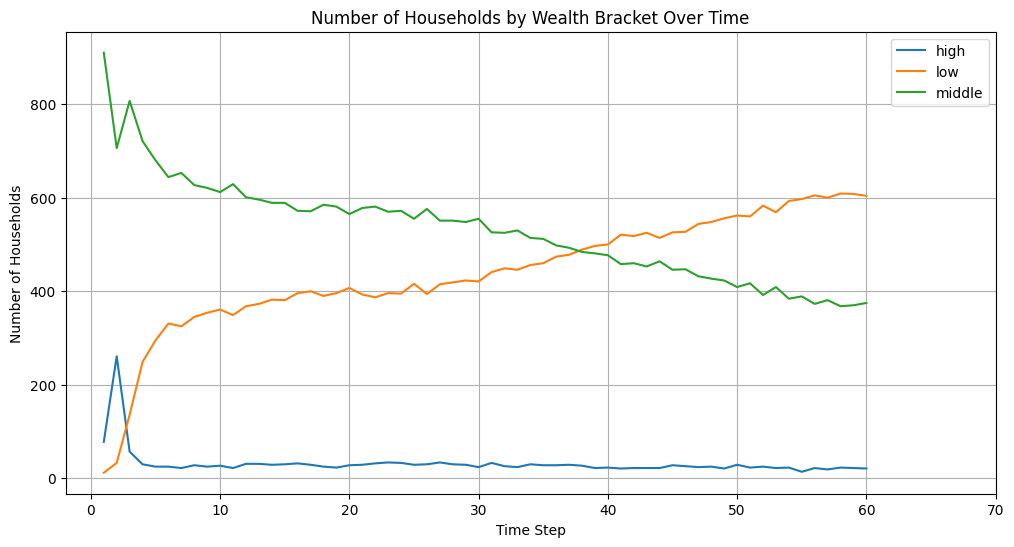 Number of Households by Wealth Bracket Over Time
high
low
middle
Number of Households
800
600
400
200
0
0 10 20 30 40 50 60 70
Time Step